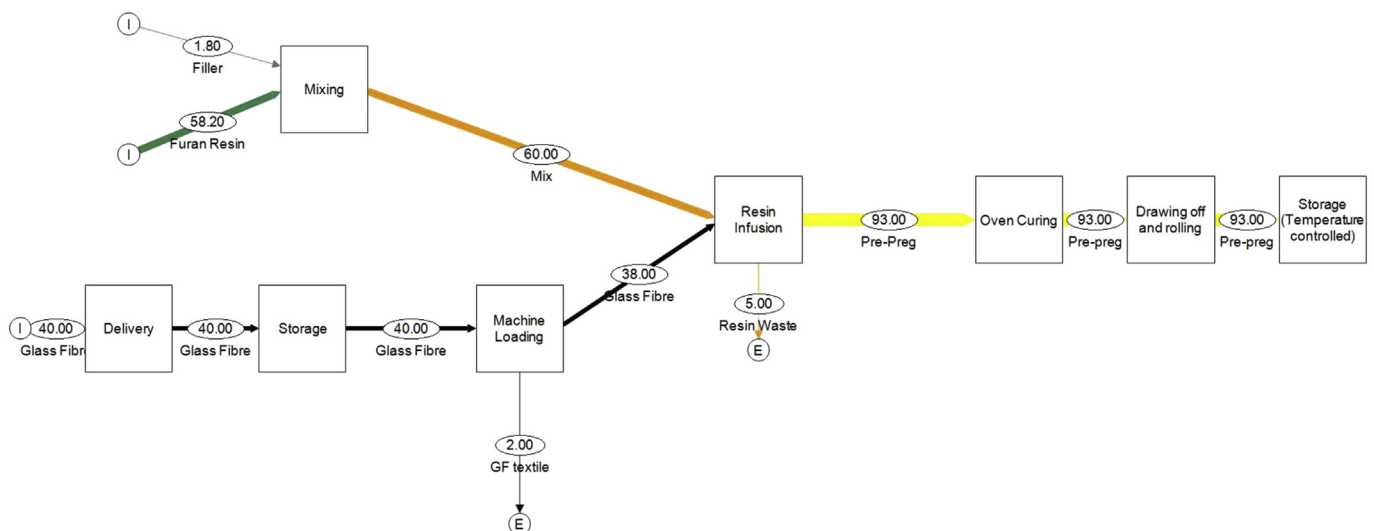 I
1.80
Filler
Mixing
58.20
I
Furan Resin
60.00
Mix
Resin
Infusion
93.00
Pre-Preg
Oven Curing
93.00
Pre-preg
Drawing off
and rolling
93.00
Pre-preg
Storage
(Temperature
controlled)
38.00
Glass Fibre
5.00
Resin Waste
E
I
40.00
Glass Fibre
Delivery
40.00
Glass Fibre
Storage
40.00
Glass Fibre
Machine
Loading
2.00
GF textile
E